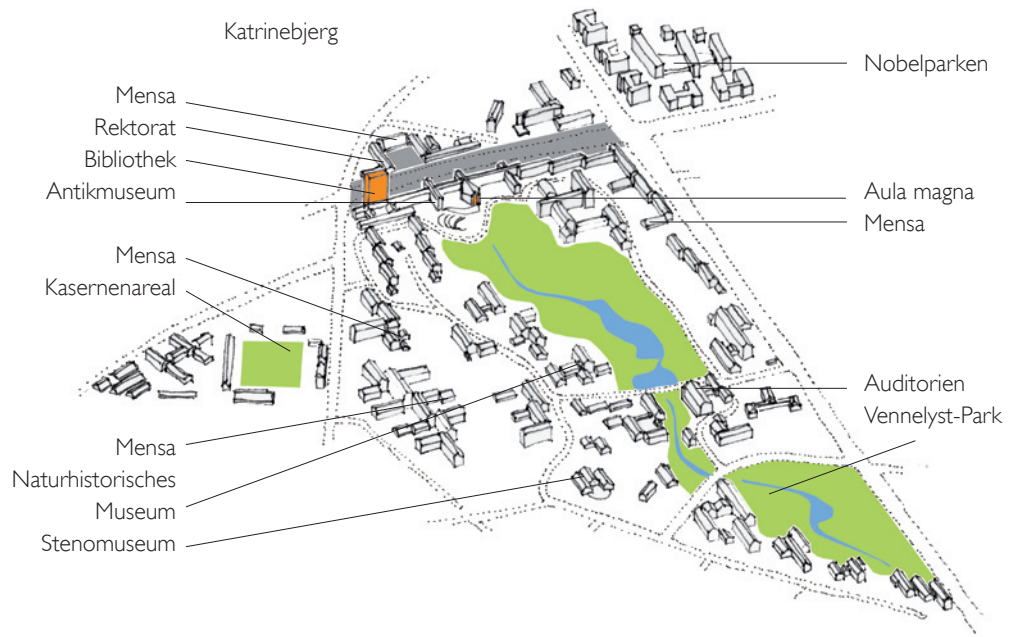 Katrinebjerg
Nobelparken
Mensa
Rektorat
Bibliothek
Antikmuseum
Aula magna
Mensa
Mensa
Kasernenareal
Auditorien
Vennelyst-Park
Mensa
Naturhistorisches
Museum
Stenomuseum